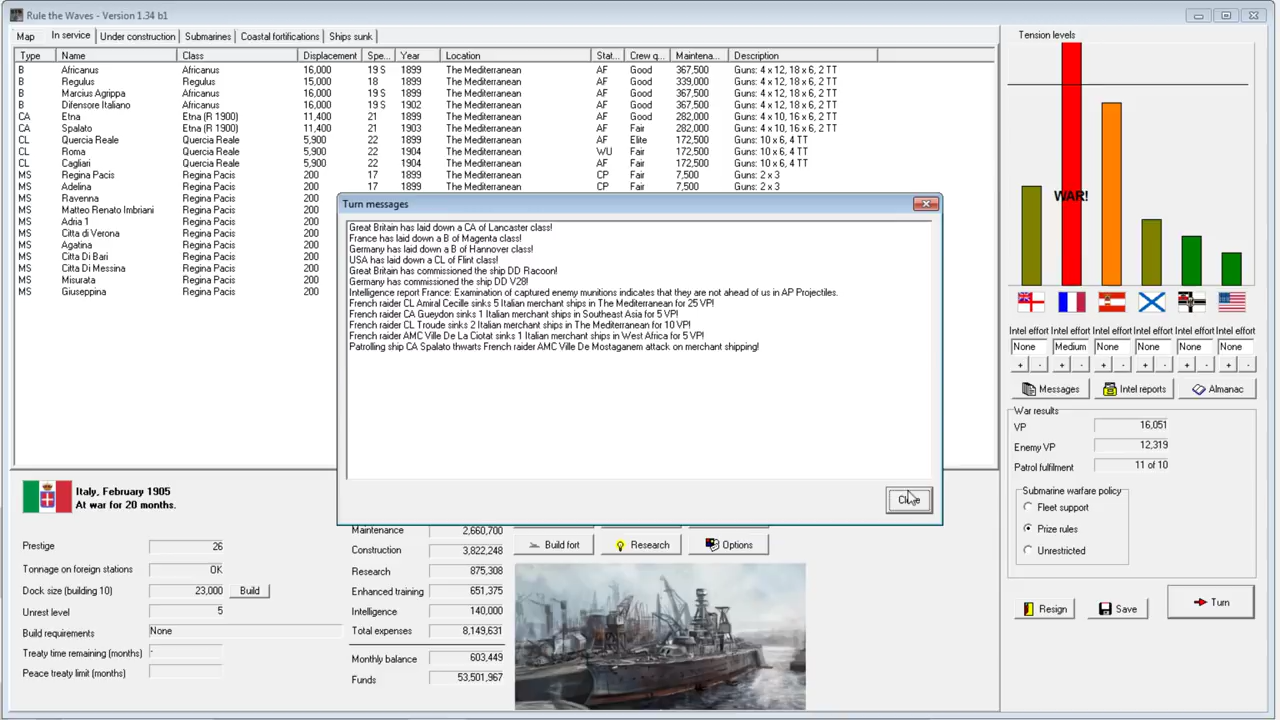 Rule the Waves - Version 1.34 b1
Map In service Under construction Submarines Coastal fortifications Ships sunk
Type Name Class Displacement Spe... Year Location Stat... Crew q... Maintena... Description
B Africanus Africanus 16,000 19 S 1899 The Mediterranean AF Good 367,500 Guns: 4 x 12, 18 x 6, 2 TT
B Regulus Regulus 15,000 18 1899 The Mediterranean AF Good 339,000 Guns: 4 x 12, 18 x 6, 2 TT
B Marcius Agrippa Africanus 16,000 19 S 1899 The Mediterranean AF Good 367,500 Guns: 4 x 12, 18 x 6, 2 TT
B Difensore Italiano Africanus 16,000 19 S 1902 The Mediterranean AF Good 367,500 Guns: 4 x 12, 18 x 6, 2 TT
CA Etna Etna (R 1900) 11,400 21 1899 The Mediterranean AF Good 282,000 Guns: 4 x 10, 16 x 6, 2 TT
CA Spalato Etna (R 1900) 11,400 21 1903 The Mediterranean AF Fair 282,000 Guns: 4 x 10, 16 x 6, 2 TT
CL Quercia Reale Quercia Reale 5,900 22 1899 The Mediterranean AF Elite 172,500 Guns: 10 x 6, 4 TT
CL Roma Quercia Reale 5,900 22 1904 The Mediterranean WU Fair 172,500 Guns: 10 x 6, 4 TT
CL Cagliari Quercia Reale 5,900 22 1904 The Mediterranean AF Fair 172,500 Guns: 10 x 6, 4 TT
MS Regina Pacis Regina Pacis 200 17 1899 The Mediterranean CP Fair 7,500 Guns: 2 x 3
MS Adelina Regina Pacis 200 17 1899 The Mediterranean CP Fair 7,500 Guns: 2 x 3
MS Ravenna Regina Pacis 200
MS Matteo Renato Imbriani Regina Pacis 200
MS Adria 1 Regina Pacis 200
MS Citta di Verona Regina Pacis 200
MS Agatina Regina Pacis 200
MS Citta Di Bari Regina Pacis 200
MS Citta Di Messina Regina Pacis 200
MS Misurata Regina Pacis 200
MS Giuseppina Regina Pacis 200
Turn messages
Great Britain has laid down a CA of Lancaster class!
France has laid down a B of Magenta class!
Germany has laid down a B of Hannover class!
USA has laid down a CL of Flint class!
Great Britain has commissioned the ship DD Racoon!
Germany has commissioned the ship DD V28!
Intelligence report France: Examination of captured enemy munitions indicates that they are not ahead of us in AP Projectiles.
French raider CL Amiral Cecille sinks 5 Italian merchant ships in The Mediterranean for 25 VP!
French raider CA Gueydon sinks 1 Italian merchant ships in Southeast Asia for 5 VP!
French raider CL Troude sinks 2 Italian merchant ships in The Mediterranean for 10 VP!
French raider AMC Ville De La Ciotat sinks 1 Italian merchant ships in West Africa for 5 VP!
Patrolling ship CA Spalato thwarts French raider AMC Ville De Mostaganem attack on merchant shipping!
Close
Tension levels
WAR!
Intel effort Intel effort Intel effort Intel effort Intel effort Intel effort
None Medium None None None None
+ - + - + - + - + - + -
Messages Intel reports Almanac
War results
VP 16,051
Enemy VP 12,319
Patrol fulfilment 11 of 10
Submarine warfare policy
Fleet support
Prize rules
Unrestricted
Resign Save Turn
Italy, February 1905
At war for 20 months.
Prestige 26
Tonnage on foreign stations OK
Dock size (building 10) 23,000 Build
Unrest level 5
Build requirements None
Treaty time remaining (months) -
Peace treaty limit (months)
Maintenance 2,660,700
Construction 3,822,248
Research 875,308
Enhanced training 651,375
Intelligence 140,000
Total expenses 8,149,631
Monthly balance 603,449
Funds 53,501,967
Build fort Research Options